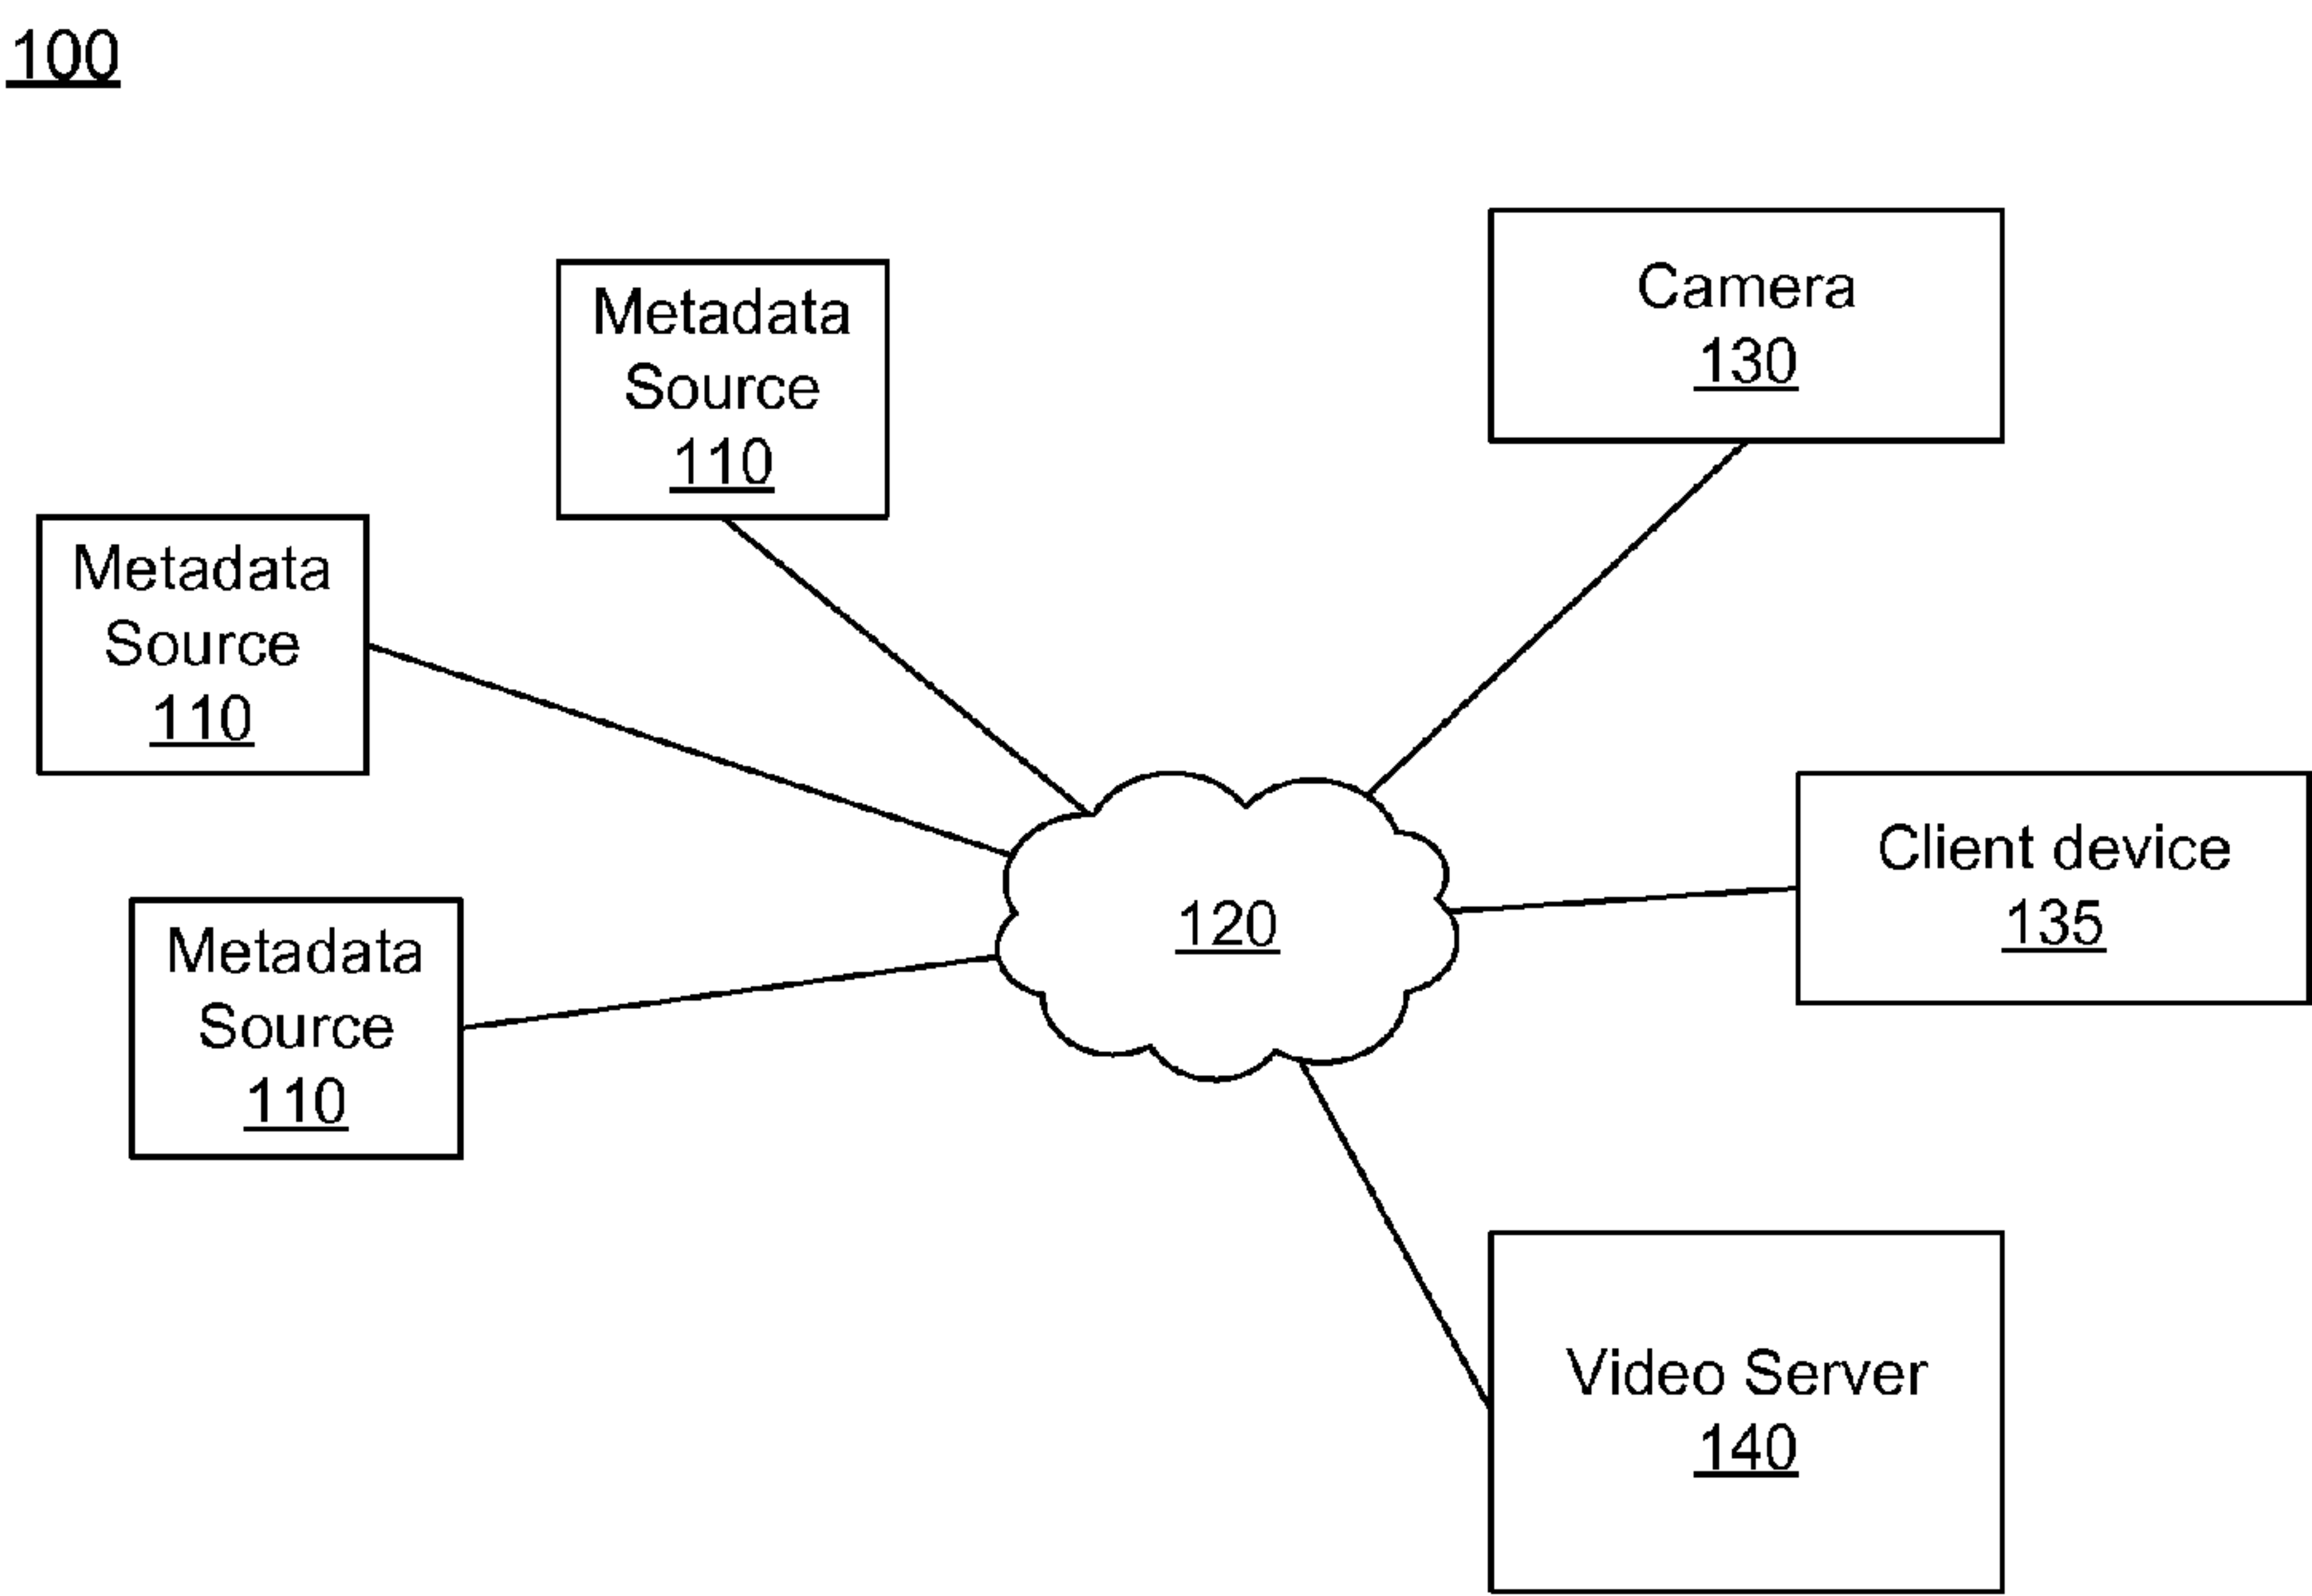 100
Metadata
Source
110
Camera
130
Metadata
Source
110
Client device
135
120
Metadata
Source
110
Video Server
140